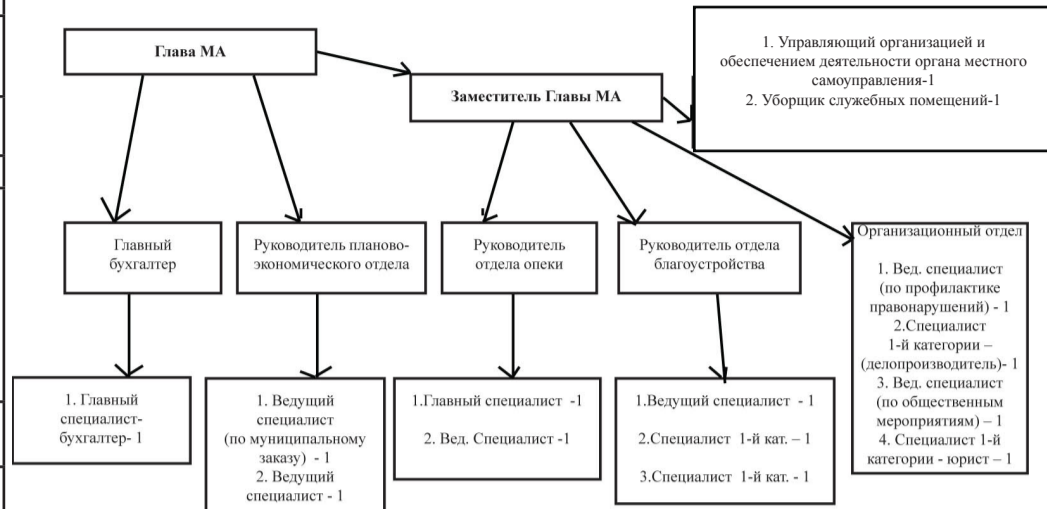 Глава МА
Заместитель Главы МА
1. Управляющий организацией и
обеспечением деятельности органа местного
самоуправления-1
2. Уборщик служебных помещений-1
Главный
бухгалтер
Руководитель планово-
экономического отдела
Руководитель
отдела опеки
Руководитель отдела
благоустройства
Организационный отдел
1. Вед. специалист
(по профилактике
правонарушений) - 1
2.Специалист
1-й категории –
(делопроизводитель)- 1
3. Вед. специалист
(по общественным
мероприятиям) – 1
4. Специалист 1-й
категории - юрист – 1
1. Главный
специалист-
бухгалтер- 1
1. Ведущий
специалист
(по муниципальному
заказу) - 1
2. Ведущий
специалист - 1
1.Главный специалист -1
2. Вед. Специалист -1
1.Ведущий специалист - 1
2.Специалист 1-й кат. – 1
3.Специалист 1-й кат. - 1